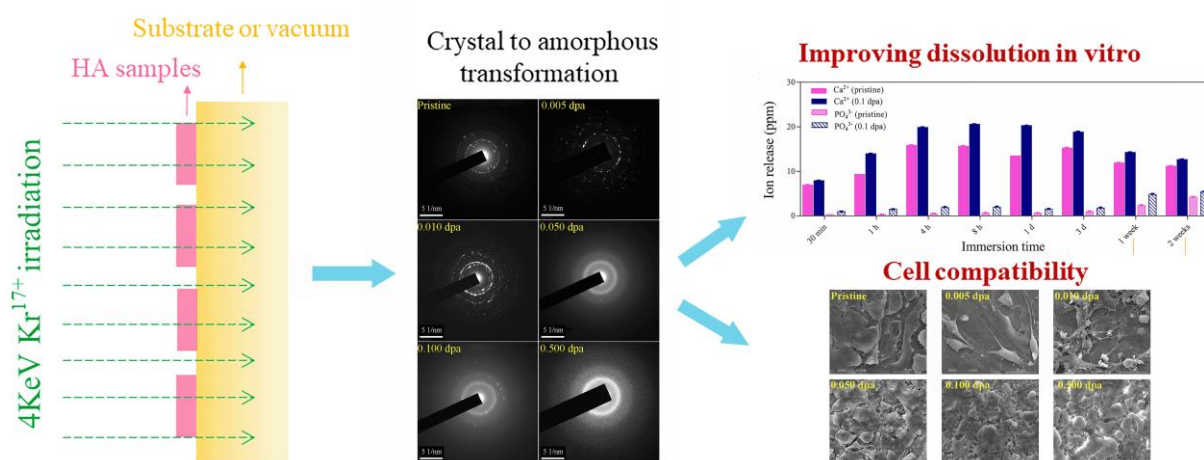 Substrate or vacuum
HA samples
4KeV Kr¹⁷⁺ irradiation
Crystal to amorphous
transformation
Pristine
0.005 dpa
5 1/nm
5 1/nm
0.010 dpa
0.050 dpa
5 1/nm
5 1/nm
0.100 dpa
0.500 dpa
5 1/nm
5 1/nm
Improving dissolution in vitro
Ion release (ppm)
30
20
10
0
Ca²⁺ (pristine)
Ca²⁺ (0.1 dpa)
PO₄³⁻ (pristine)
PO₄³⁻ (0.1 dpa)
30 min
1 h
4 h
8 h
1 d
3 d
1 week
2 weeks
Immersion time
Cell compatibility
Pristine
0.005 dpa
0.010 dpa
0.050 dpa
0.100 dpa
0.500 dpa